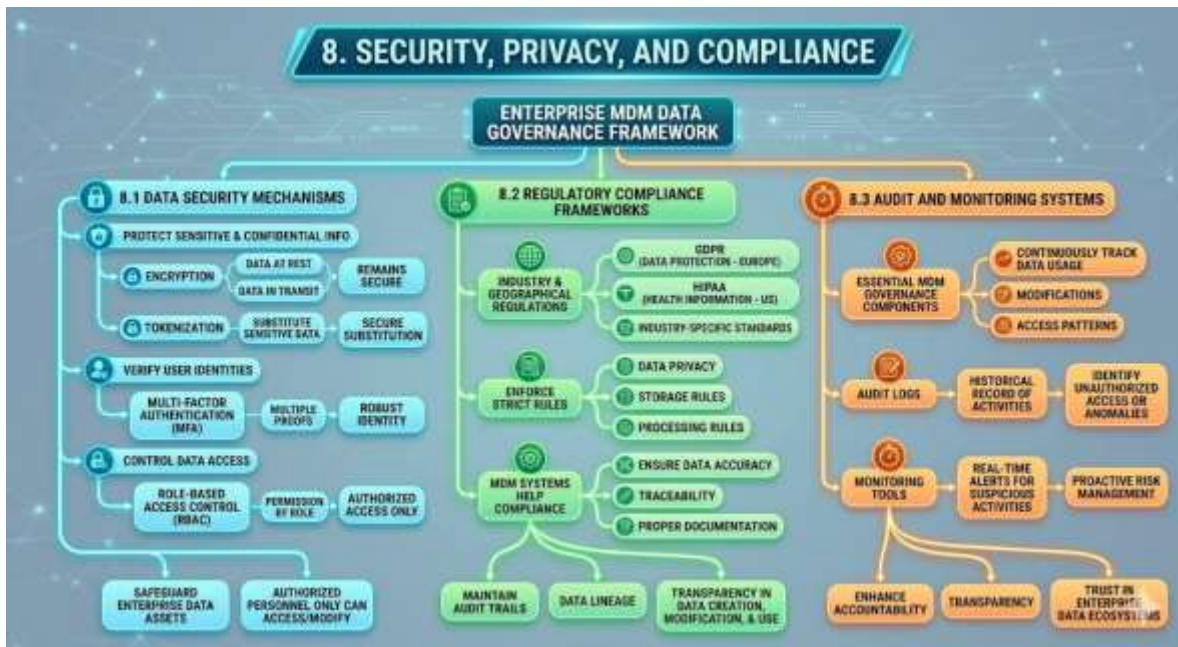 8. SECURITY, PRIVACY, AND COMPLIANCE
ENTERPRISE MDM DATA
GOVERNANCE FRAMEWORK
8.1 DATA SECURITY MECHANISMS
PROTECT SENSITIVE & CONFIDENTIAL INFO
ENCRYPTION
DATA AT REST
DATA IN TRANSIT
REMAINS
SECURE
TOKENIZATION
SUBSTITUTE
SENSITIVE DATA
SECURE
SUBSTITUTION
VERIFY USER IDENTITIES
MULTI-FACTOR
AUTHENTICATION
(MFA)
MULTIPLE
PROOFS
ROBUST
IDENTITY
CONTROL DATA ACCESS
ROLE-BASED
ACCESS CONTROL
(RBAC)
PERMISSION
BY ROLE
AUTHORIZED
ACCESS ONLY
SAFEGUARD
ENTERPRISE DATA
ASSETS
AUTHORIZED
PERSONNEL ONLY CAN
ACCESS/MODIFY
8.2 REGULATORY COMPLIANCE
FRAMEWORKS
INDUSTRY &
GEOGRAPHICAL
REGULATIONS
GDPR
(DATA PROTECTION - EUROPE)
HIPAA
(HEALTH INFORMATION - US)
INDUSTRY-SPECIFIC STANDARDS
ENFORCE
STRICT RULES
DATA PRIVACY
STORAGE RULES
PROCESSING RULES
MDM SYSTEMS
HELP
COMPLIANCE
ENSURE DATA ACCURACY
TRACEABILITY
PROPER DOCUMENTATION
MAINTAIN
AUDIT TRAILS
DATA LINEAGE
TRANSPARENCY IN
DATA CREATION,
MODIFICATION, & USE
8.3 AUDIT AND MONITORING SYSTEMS
ESSENTIAL MDM
GOVERNANCE
COMPONENTS
CONTINUOUSLY TRACK
DATA USAGE
MODIFICATIONS
ACCESS PATTERNS
AUDIT LOGS
HISTORICAL
RECORD OF
ACTIVITIES
IDENTIFY
UNAUTHORIZED
ACCESS OR
ANOMALIES
MONITORING
TOOLS
REAL-TIME
ALERTS FOR
SUSPICIOUS
ACTIVITIES
PROACTIVE RISK
MANAGEMENT
ENHANCE
ACCOUNTABILITY
TRANSPARENCY
TRUST IN
ENTERPRISE
DATA ECOSYSTEMS